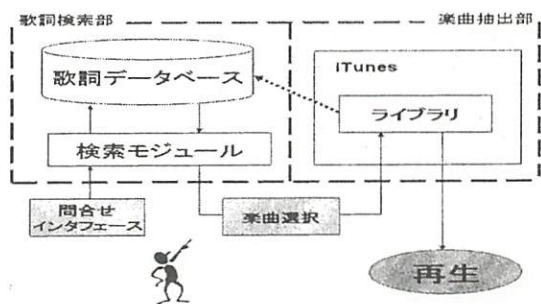 歌詞検索部
楽曲抽出部
歌詞データベース
iTunes
ライブラリ
検索モジュール
問合せ
インタフェース
楽曲選択
再生